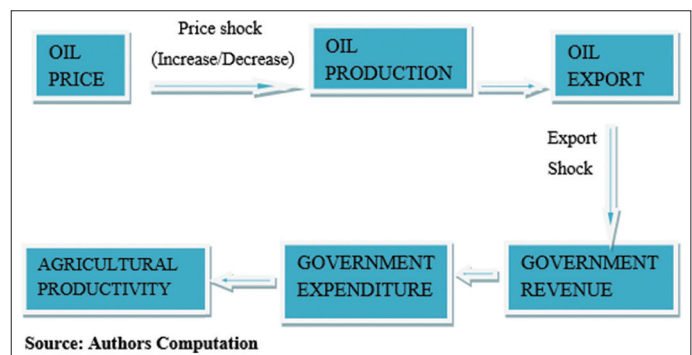 OIL
PRICE
Price shock
(Increase/Decrease)
OIL
PRODUCTION
OIL
EXPORT
Export
Shock
AGRICULTURAL
PRODUCTIVITY
GOVERNMENT
EXPENDITURE
GOVERNMENT
REVENUE
Source: Authors Computation